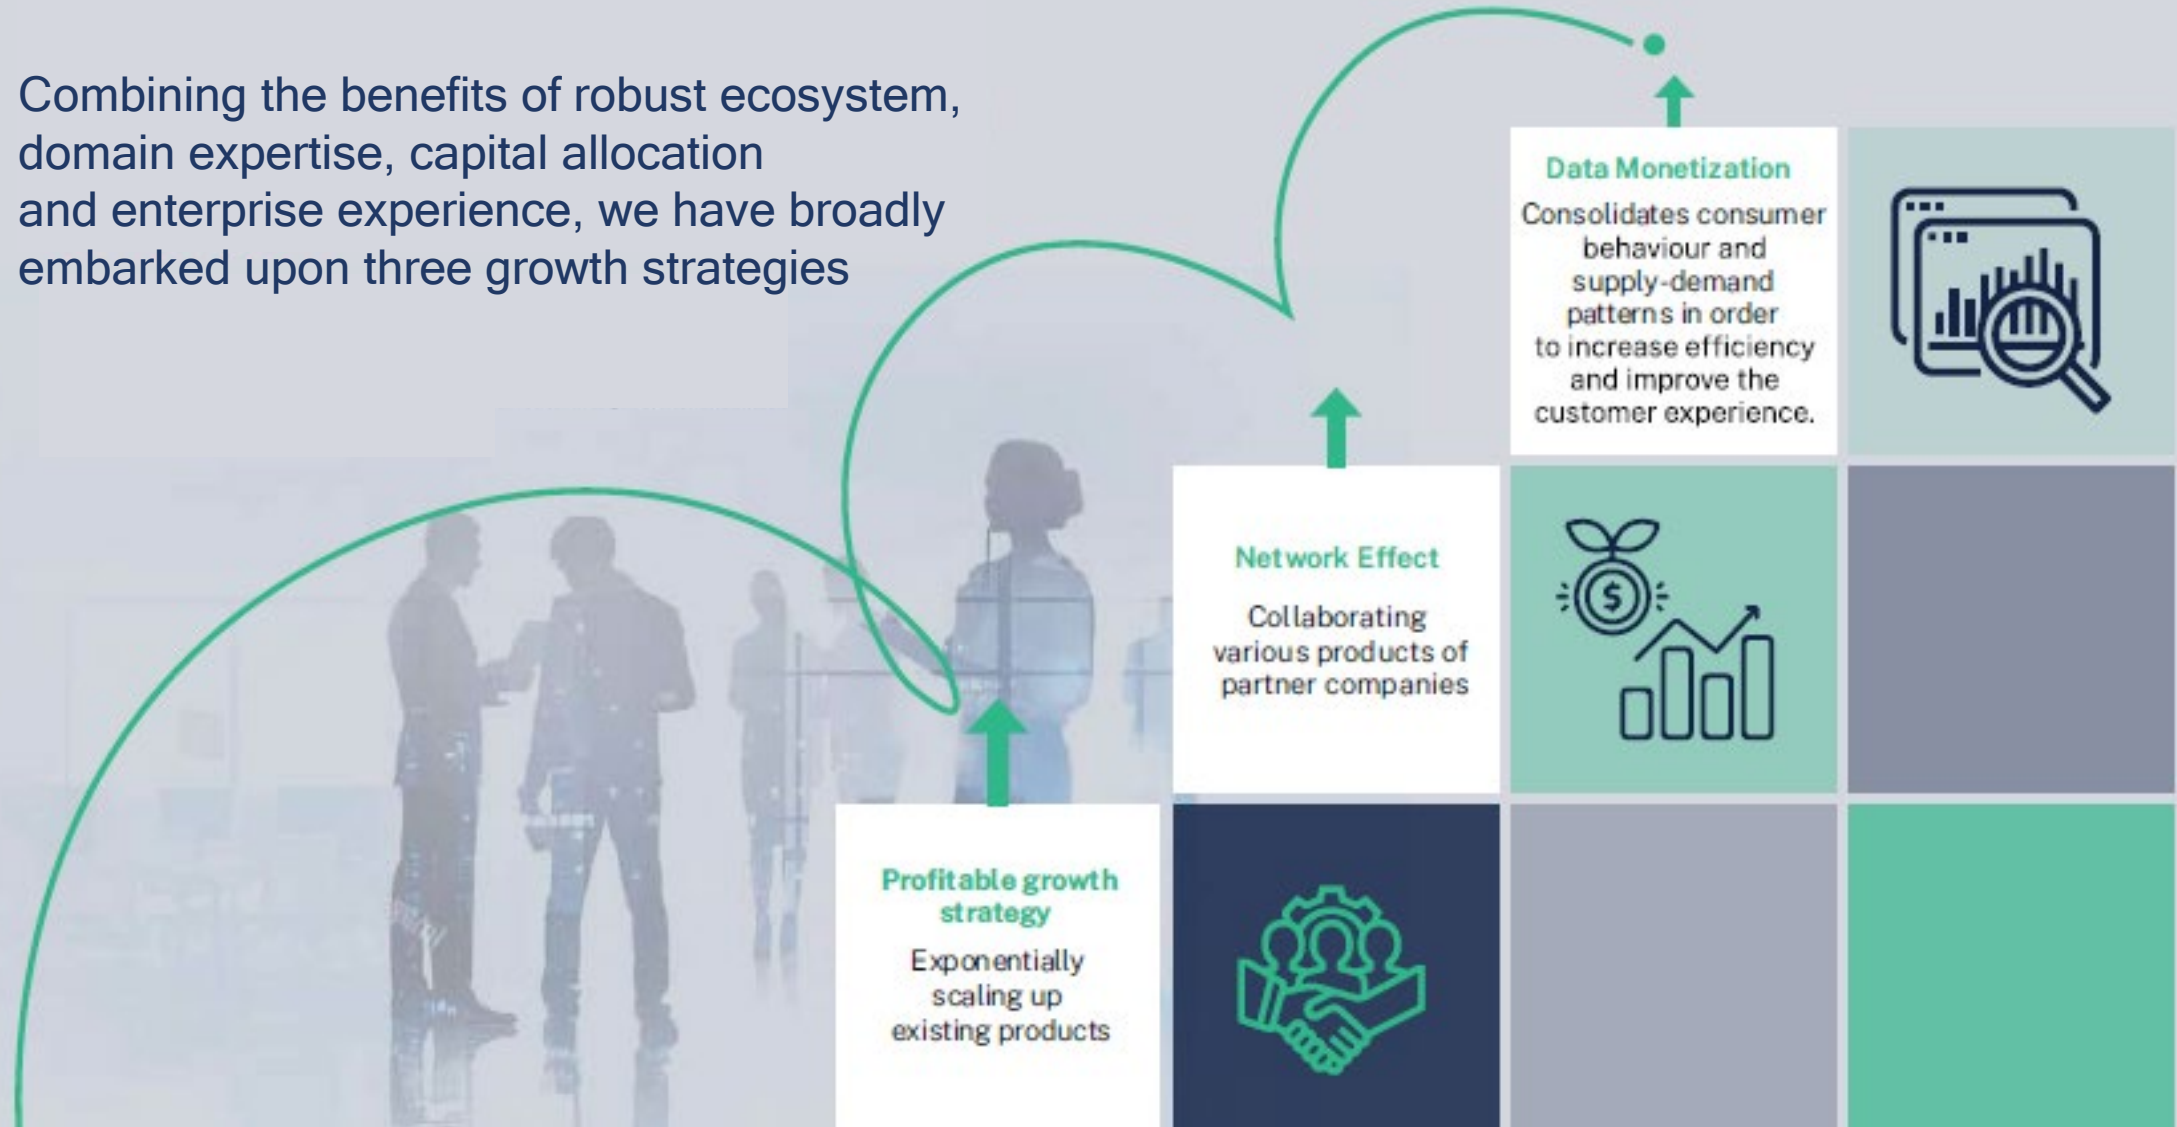 Combining the benefits of robust ecosystem,
domain expertise, capital allocation
and enterprise experience, we have broadly
embarked upon three growth strategies
Data Monetization
Consolidates consumer
behaviour and
supply-demand
patterns in order
to increase efficiency
and improve the
customer experience.
Network Effect
Collaborating
various products of
partner companies
Profitable growth
strategy
Exponentially
scaling up
existing products
$